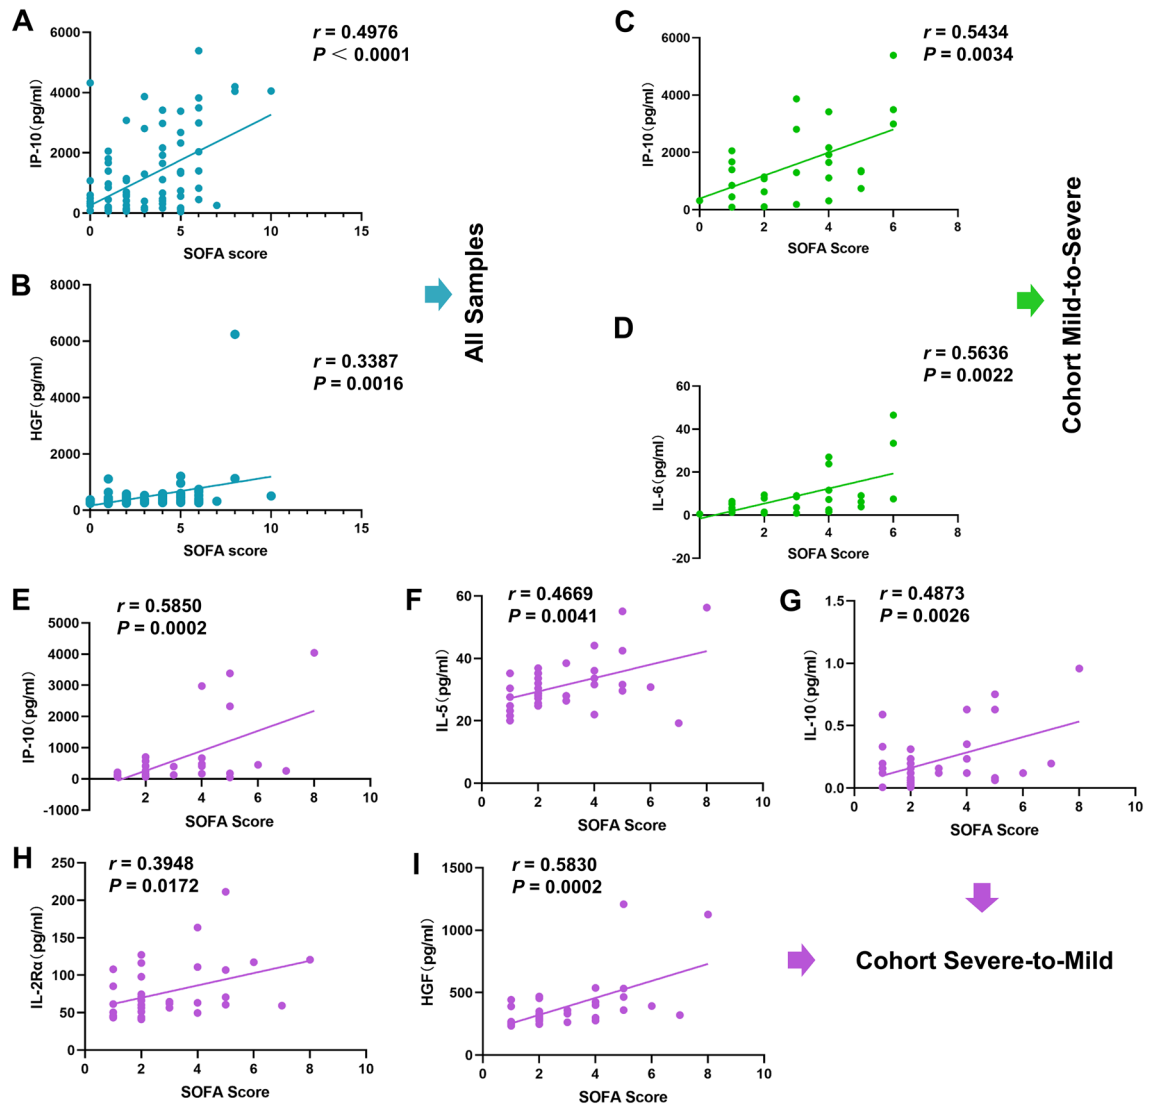 A
r = 0.4976
P < 0.0001
IP-10(pg/ml)
6000
4000
2000
0
0
5
10
15
SOFA score
B
r = 0.3387
P = 0.0016
HGF(pg/ml)
8000
6000
4000
2000
0
0
5
10
15
SOFA score
All Samples
C
r = 0.5434
P = 0.0034
IP-10(pg/ml)
6000
4000
2000
0
0
2
4
6
8
SOFA Score
D
r = 0.5636
P = 0.0022
IL-6(pg/ml)
60
40
20
0
-20
2
4
6
8
SOFA Score
Cohort Mild-to-Severe
E
r = 0.5850
P = 0.0002
IP-10(pg/ml)
5000
4000
3000
2000
1000
0
-1000
2
4
6
8
10
SOFA Score
F
r = 0.4669
P = 0.0041
IL-5(pg/ml)
60
40
20
0
0
2
4
6
8
10
SOFA Score
G
r = 0.4873
P = 0.0026
IL-10(pg/ml)
1.5
1.0
0.5
0.0
0
2
4
6
8
10
SOFA Score
H
r = 0.3948
P = 0.0172
IL-2Rα(pg/ml)
250
200
150
100
50
0
0
2
4
6
8
10
SOFA Score
I
r = 0.5830
P = 0.0002
HGF(pg/ml)
1500
1000
500
0
0
2
4
6
8
10
SOFA Score
Cohort Severe-to-Mild